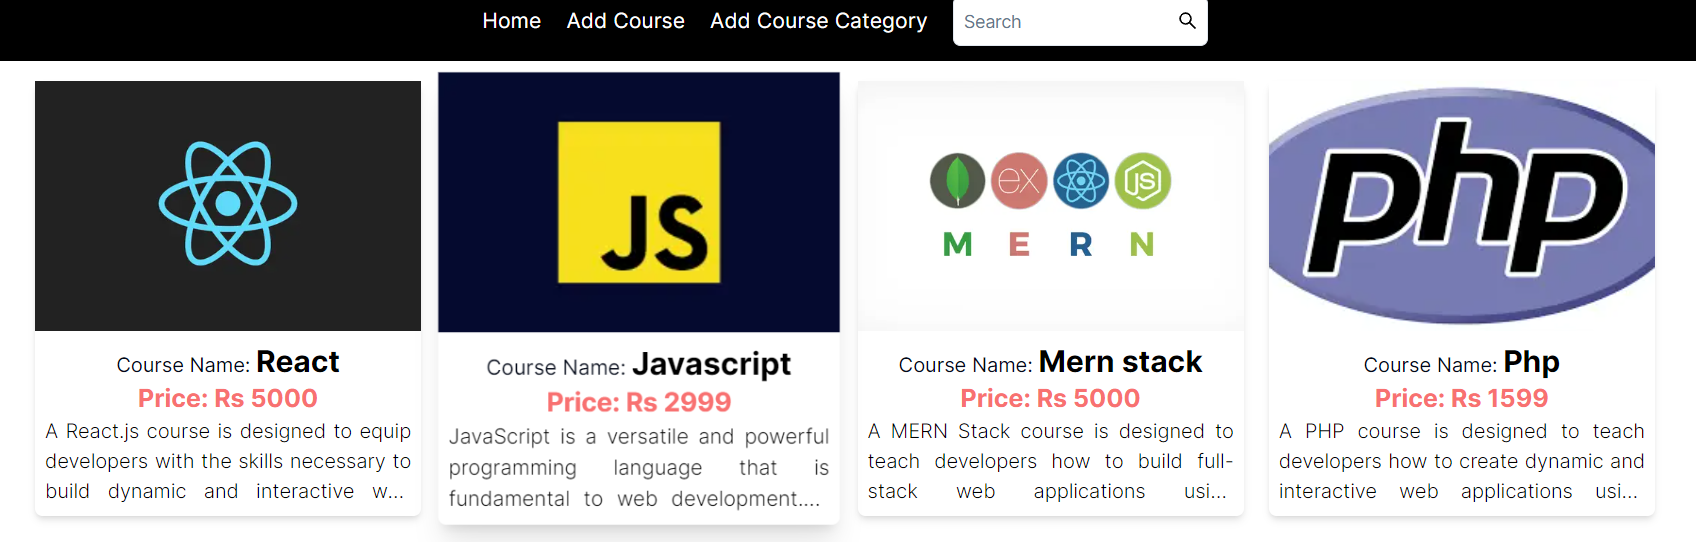 Home Add Course Add Course Category Search
JS
ex JS
M E R N
php
Course Name: React
Price: Rs 5000
A React.js course is designed to equip
developers with the skills necessary to
build dynamic and interactive w...
Course Name: Javascript
Price: Rs 2999
JavaScript is a versatile and powerful
programming language that is
fundamental to web development....
Course Name: Mern stack
Price: Rs 5000
A MERN Stack course is designed to
teach developers how to build full-
stack web applications usi...
Course Name: Php
Price: Rs 1599
A PHP course is designed to teach
developers how to create dynamic and
interactive web applications usi...